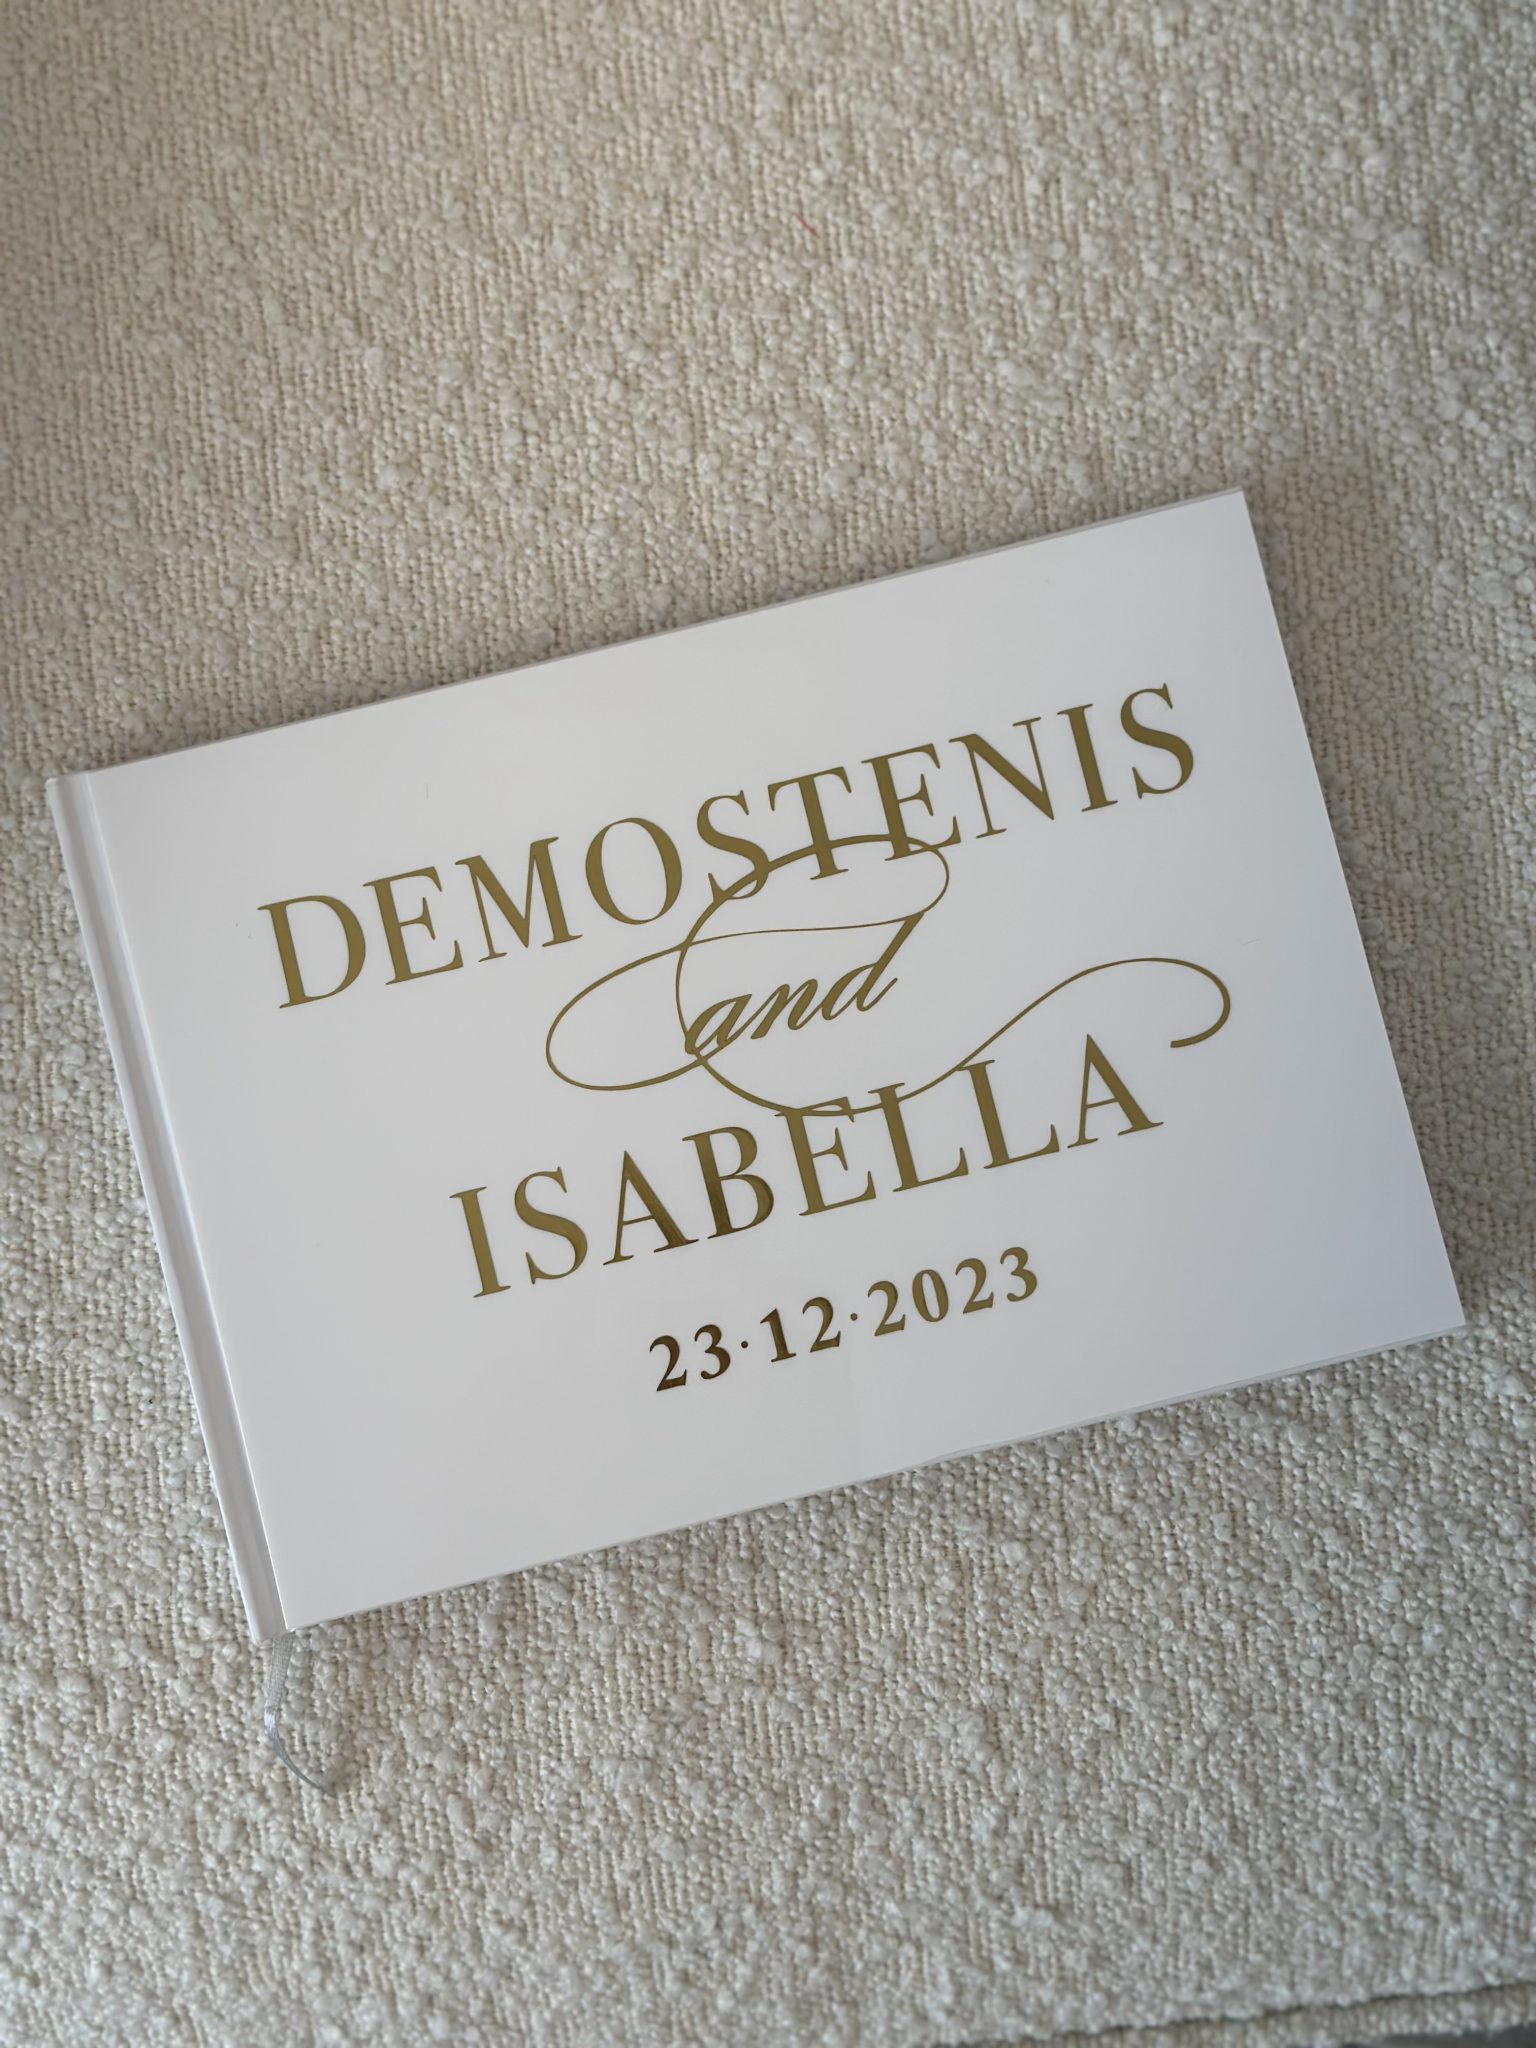 DEMOSTENIS
and
ISABELLA
23·12·2023